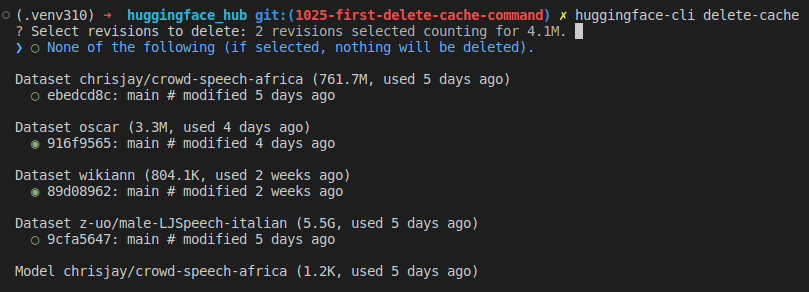 (.venv310) → huggingface_hub git:(1025-first-delete-cache-command) ✗ huggingface-cli delete-cache
? Select revisions to delete: 2 revisions selected counting for 4.1M.
❯ ○ None of the following (if selected, nothing will be deleted).
Dataset chrisjay/crowd-speech-africa (761.7M, used 5 days ago)
○ ebedcd8c: main # modified 5 days ago
Dataset oscar (3.3M, used 4 days ago)
◉ 916f9565: main # modified 4 days ago
Dataset wikiann (804.1K, used 2 weeks ago)
◉ 89d08962: main # modified 2 weeks ago
Dataset z-uo/male-LJSpeech-italian (5.5G, used 5 days ago)
○ 9cfa5647: main # modified 5 days ago
Model chrisjay/crowd-speech-africa (1.2K, used 5 days ago)